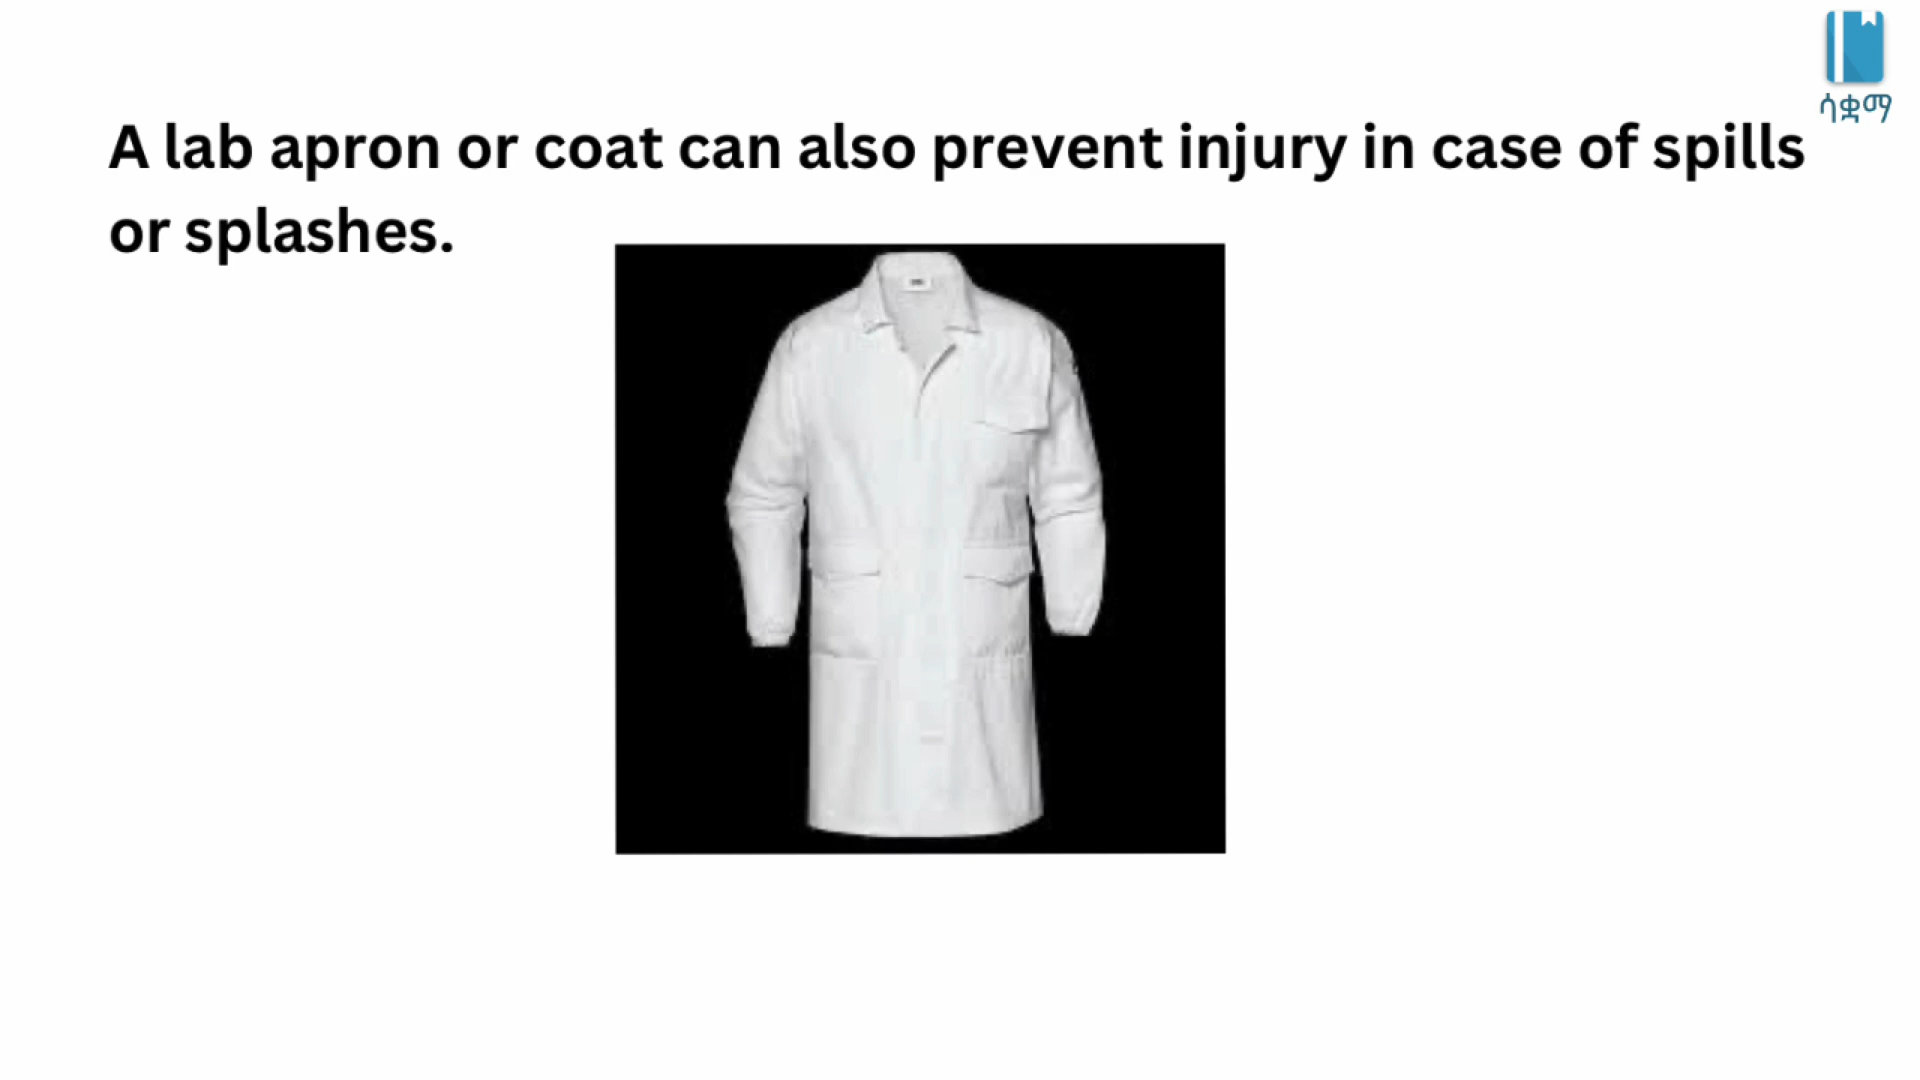 ሳቋማ
A lab apron or coat can also prevent injury in case of spills
or splashes.